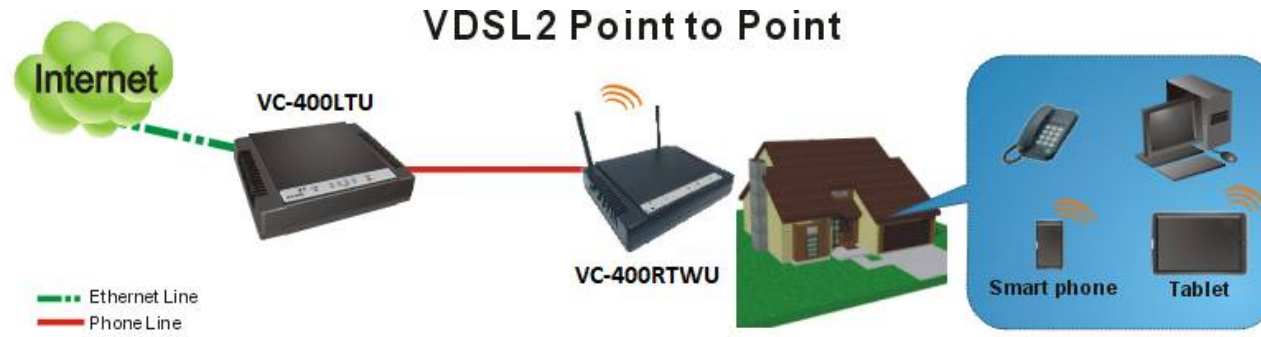 VDSL2 Point to Point
Internet
VC-400LTU
VC-400RTWU
Smart phone
Tablet
Ethernet Line
Phone Line